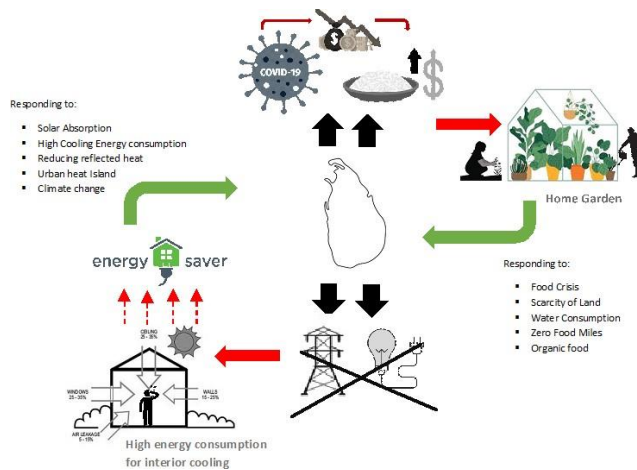 COVID-19
$
$
Responding to:
Solar Absorption
High Cooling Energy consumption
Reducing reflected heat
Urban heat Island
Climate change
Home Garden
energy saver
Responding to:
Food Crisis
Scarcity of Land
Water Consumption
Zero Food Miles
Organic food
CEILING
25 - 35%
WINDOWS
25 - 35%
WALLS
15 - 25%
AIR LEAKAGE
5 - 15%
High energy consumption
for interior cooling